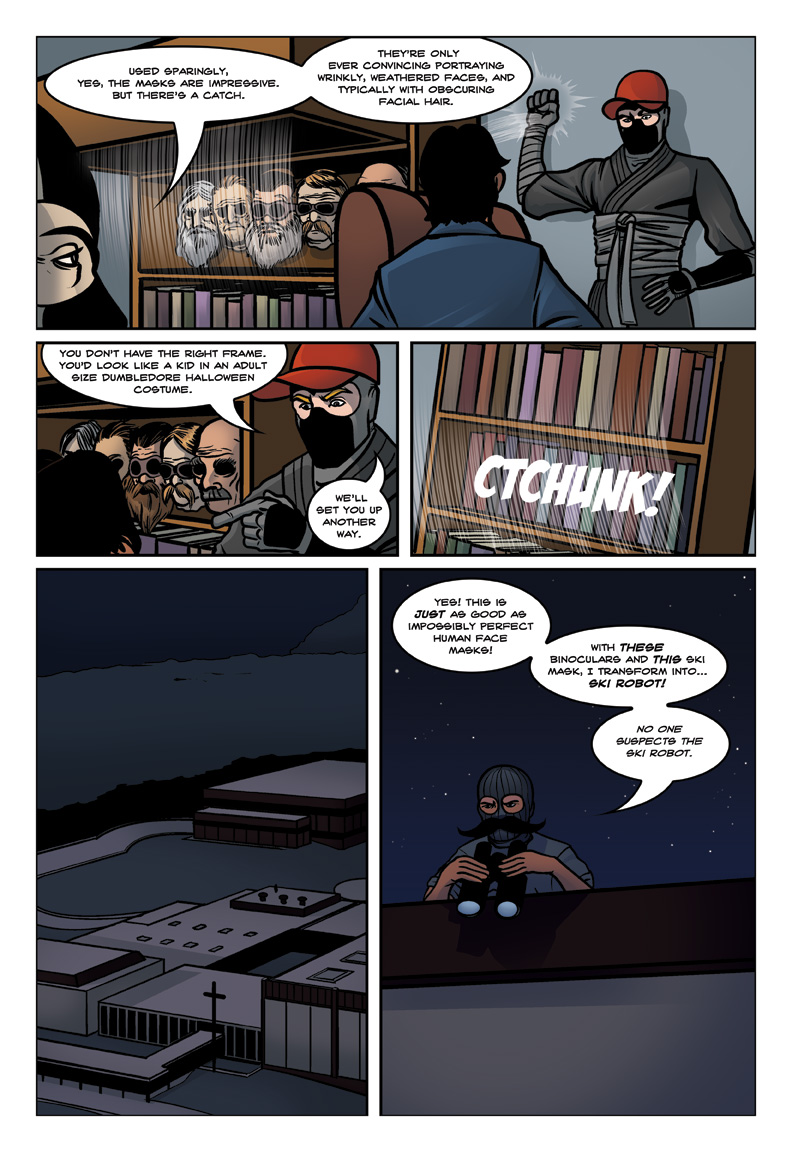 USED SPARINGLY,
YES, THE MASKS ARE IMPRESSIVE.
BUT THERE'S A CATCH.
THEY'RE ONLY
EVER CONVINCING PORTRAYING
WRINKLY, WEATHERED FACES, AND
TYPICALLY WITH OBSCURING
FACIAL HAIR.
YOU DON'T HAVE THE RIGHT FRAME.
YOU'D LOOK LIKE A KID IN AN ADULT
SIZE DUMBLEDORE HALLOWEEN
COSTUME.
WE'LL
SET YOU UP
ANOTHER
WAY.
CTCHUNK!
YES! THIS IS
JUST AS GOOD AS
IMPOSSIBLY PERFECT
HUMAN FACE
MASKS!
WITH THESE
BINOCULARS AND THIS SKI
MASK, I TRANSFORM INTO...
SKI ROBOT!
NO ONE
SUSPECTS THE
SKI ROBOT.